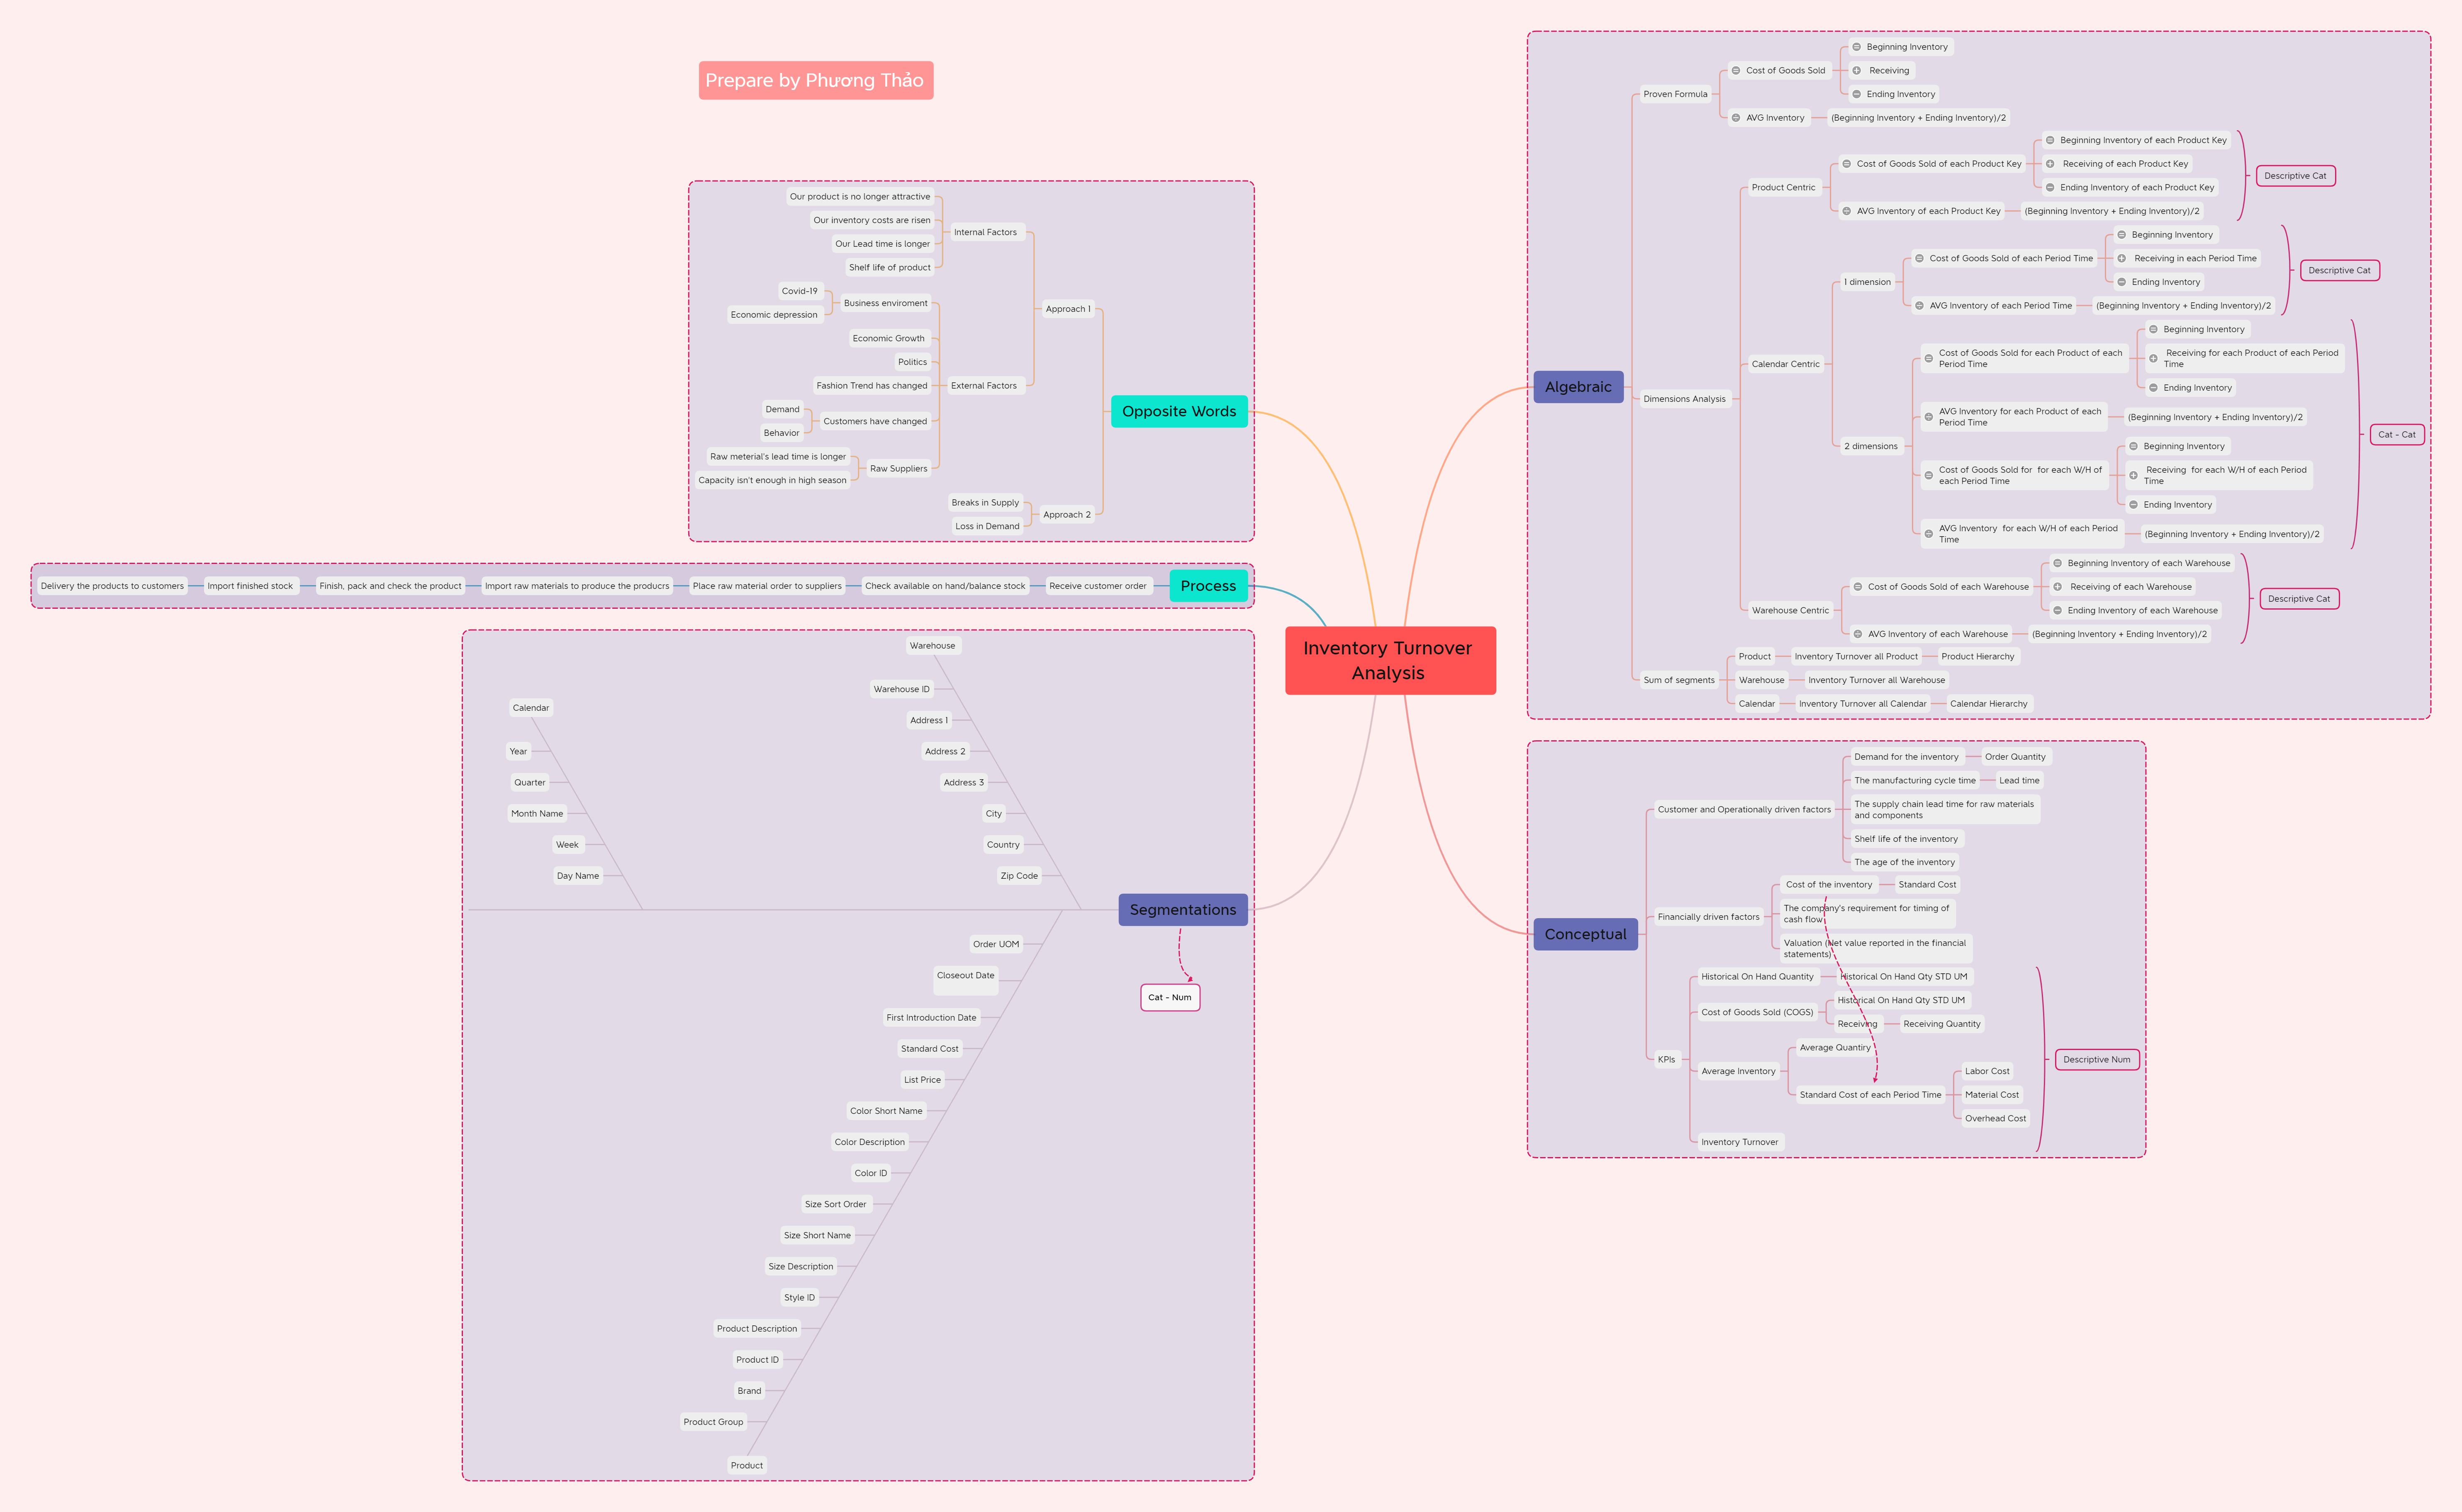 Prepare by Phương Thảo
Inventory Turnover
Analysis
Opposite Words
Approach 1
Internal Factors
Our product is no longer attractive
Our inventory costs are risen
Our Lead time is longer
Shelf life of product
External Factors
Business enviroment
Covid-19
Economic depression
Economic Growth
Politics
Fashion Trend has changed
Customers have changed
Demand
Behavior
Raw Suppliers
Raw meterial's lead time is longer
Capacity isn't enough in high season
Approach 2
Breaks in Supply
Loss in Demand
Process
Receive customer order
Check available on hand/balance stock
Place raw material order to suppliers
Import raw materials to produce the producrs
Finish, pack and check the product
Import finished stock
Delivery the products to customers
Segmentations
Cat - Num
Warehouse
Warehouse ID
Address 1
Address 2
Address 3
City
Country
Zip Code
Calendar
Year
Quarter
Month Name
Week
Day Name
Order UOM
Closeout Date
First Introduction Date
Standard Cost
List Price
Color Short Name
Color Description
Color ID
Size Sort Order
Size Short Name
Size Description
Style ID
Product Description
Product ID
Brand
Product Group
Product
Algebraic
Proven Formula
Cost of Goods Sold
Beginning Inventory
Receiving
Ending Inventory
AVG Inventory
(Beginning Inventory + Ending Inventory)/2
Dimensions Analysis
Product Centric
Cost of Goods Sold of each Product Key
Beginning Inventory of each Product Key
Receiving of each Product Key
Ending Inventory of each Product Key
AVG Inventory of each Product Key
(Beginning Inventory + Ending Inventory)/2
Descriptive Cat
Calendar Centric
1 dimension
Cost of Goods Sold of each Period Time
Beginning Inventory
Receiving in each Period Time
Ending Inventory
AVG Inventory of each Period Time
(Beginning Inventory + Ending Inventory)/2
Descriptive Cat
2 dimensions
Cost of Goods Sold for each Product of each
Period Time
Beginning Inventory
Receiving for each Product of each Period
Time
Ending Inventory
AVG Inventory for each Product of each
Period Time
(Beginning Inventory + Ending Inventory)/2
Cost of Goods Sold for for each W/H of
each Period Time
Beginning Inventory
Receiving for each W/H of each Period
Time
Ending Inventory
AVG Inventory for each W/H of each Period
Time
(Beginning Inventory + Ending Inventory)/2
Cat - Cat
Warehouse Centric
Cost of Goods Sold of each Warehouse
Beginning Inventory of each Warehouse
Receiving of each Warehouse
Ending Inventory of each Warehouse
AVG Inventory of each Warehouse
(Beginning Inventory + Ending Inventory)/2
Descriptive Cat
Sum of segments
Product
Inventory Turnover all Product
Product Hierarchy
Warehouse
Inventory Turnover all Warehouse
Calendar
Inventory Turnover all Calendar
Calendar Hierarchy
Conceptual
Customer and Operationally driven factors
Demand for the inventory
Order Quantity
The manufacturing cycle time
Lead time
The supply chain lead time for raw materials
and components
Shelf life of the inventory
The age of the inventory
Financially driven factors
Cost of the inventory
Standard Cost
The company's requirement for timing of
cash flow
Valuation (Net value reported in the financial
statements)
KPIs
Historical On Hand Quantity
Historical On Hand Qty STD UM
Cost of Goods Sold (COGS)
Historical On Hand Qty STD UM
Receiving
Receiving Quantity
Average Inventory
Average Quantiry
Standard Cost of each Period Time
Labor Cost
Material Cost
Overhead Cost
Inventory Turnover
Descriptive Num